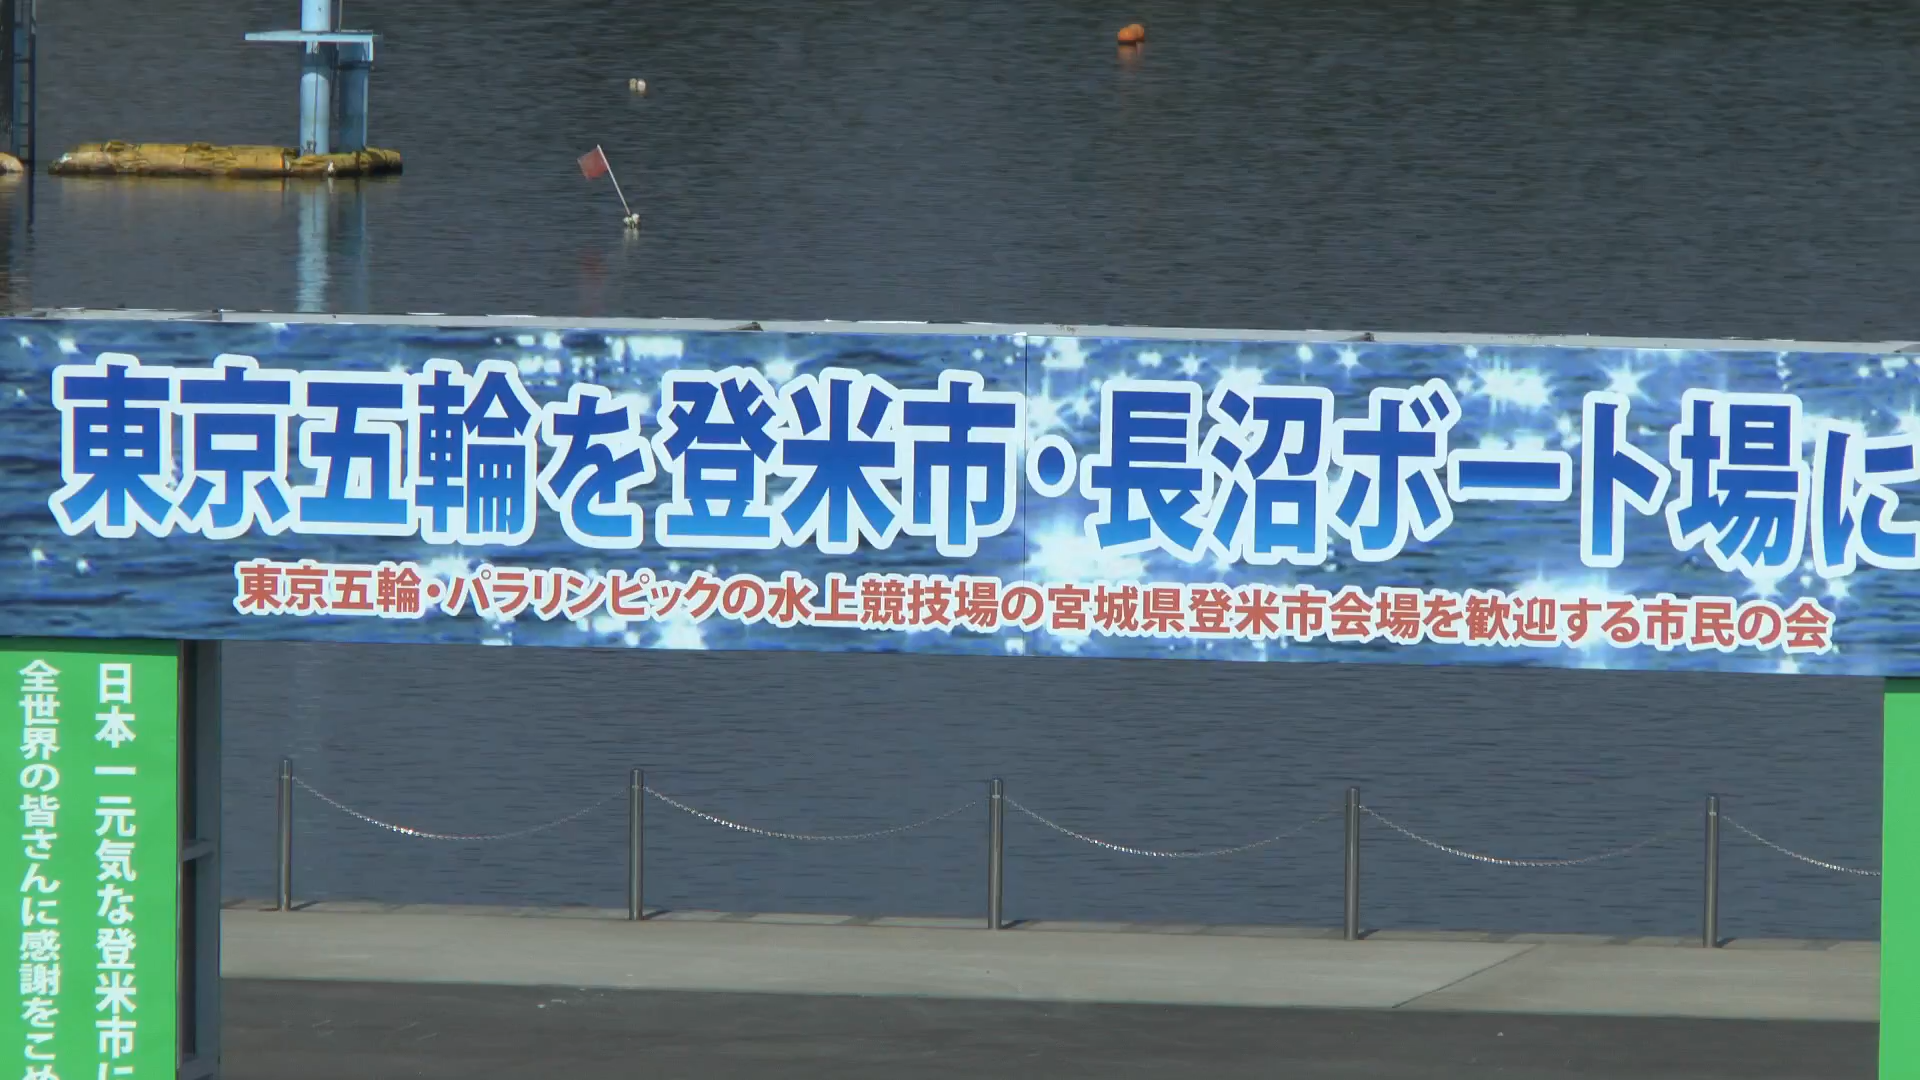 東京五輪を登米市・長沼ボート場に
東京五輪・パラリンピックの水上競技場の宮城県登米市会場を歓迎する市民の会
日本一元気な登米市に
全世界の皆さんに感謝をこめ